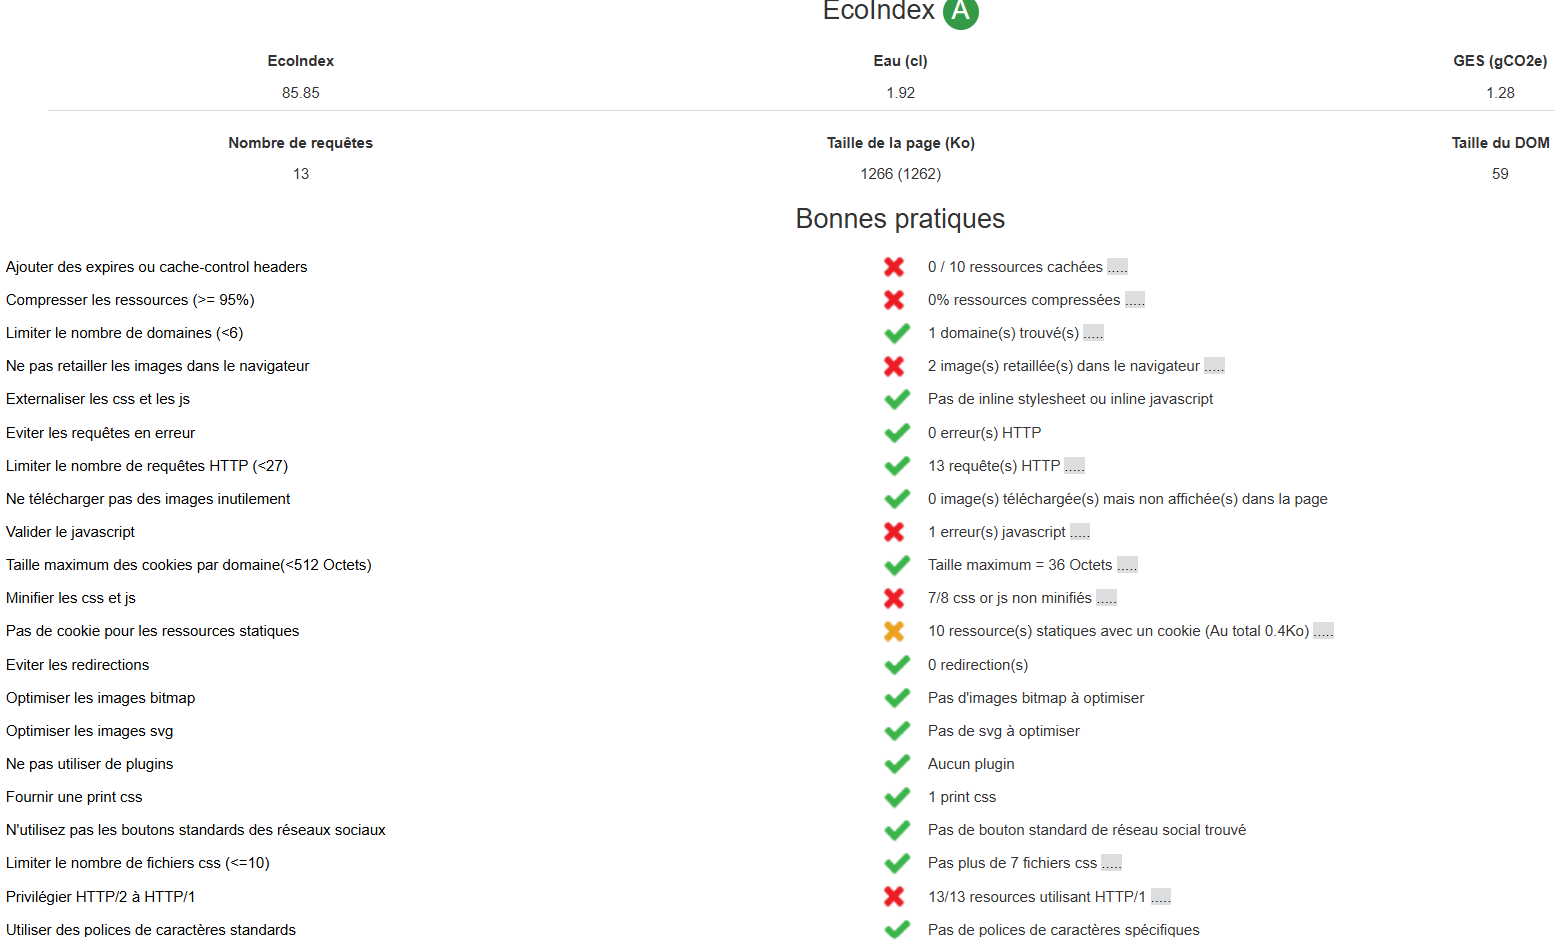 EcoIndex A
EcoIndex Eau (cl) GES (gCO2e)
85.85 1.92 1.28
Nombre de requêtes Taille de la page (Ko) Taille du DOM
13 1266 (1262) 59
Bonnes pratiques
Ajouter des expires ou cache-control headers 0 / 10 ressources cachées .....
Compresser les ressources (>= 95%) 0% ressources compressées .....
Limiter le nombre de domaines (<6) 1 domaine(s) trouvé(s) .....
Ne pas retailler les images dans le navigateur 2 image(s) retaillée(s) dans le navigateur .....
Externaliser les css et les js Pas de inline stylesheet ou inline javascript
Eviter les requêtes en erreur 0 erreur(s) HTTP
Limiter le nombre de requêtes HTTP (<27) 13 requête(s) HTTP .....
Ne télécharger pas des images inutilement 0 image(s) téléchargée(s) mais non affichée(s) dans la page
Valider le javascript 1 erreur(s) javascript .....
Taille maximum des cookies par domaine(<512 Octets) Taille maximum = 36 Octets .....
Minifier les css et js 7/8 css or js non minifiés .....
Pas de cookie pour les ressources statiques 10 ressource(s) statiques avec un cookie (Au total 0.4Ko) .....
Eviter les redirections 0 redirection(s)
Optimiser les images bitmap Pas d'images bitmap à optimiser
Optimiser les images svg Pas de svg à optimiser
Ne pas utiliser de plugins Aucun plugin
Fournir une print css 1 print css
N'utilisez pas les boutons standards des réseaux sociaux Pas de bouton standard de réseau social trouvé
Limiter le nombre de fichiers css (<=10) Pas plus de 7 fichiers css .....
Privilégier HTTP/2 à HTTP/1 13/13 resources utilisant HTTP/1 .....
Utiliser des polices de caractères standards Pas de polices de caractères spécifiques